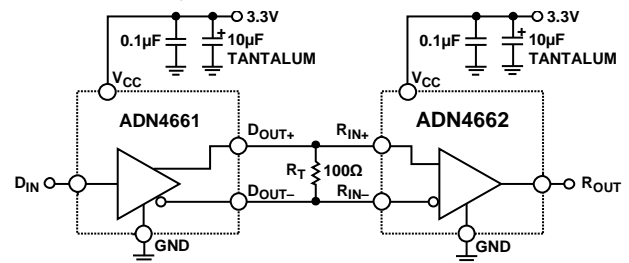 3.3V
0.1µF
+
10µF
TANTALUM
VCC
ADN4661
DIN
DOUT+
DOUT–
GND
RT
100Ω
3.3V
0.1µF
+
10µF
TANTALUM
VCC
ADN4662
RIN+
RIN–
ROUT
GND